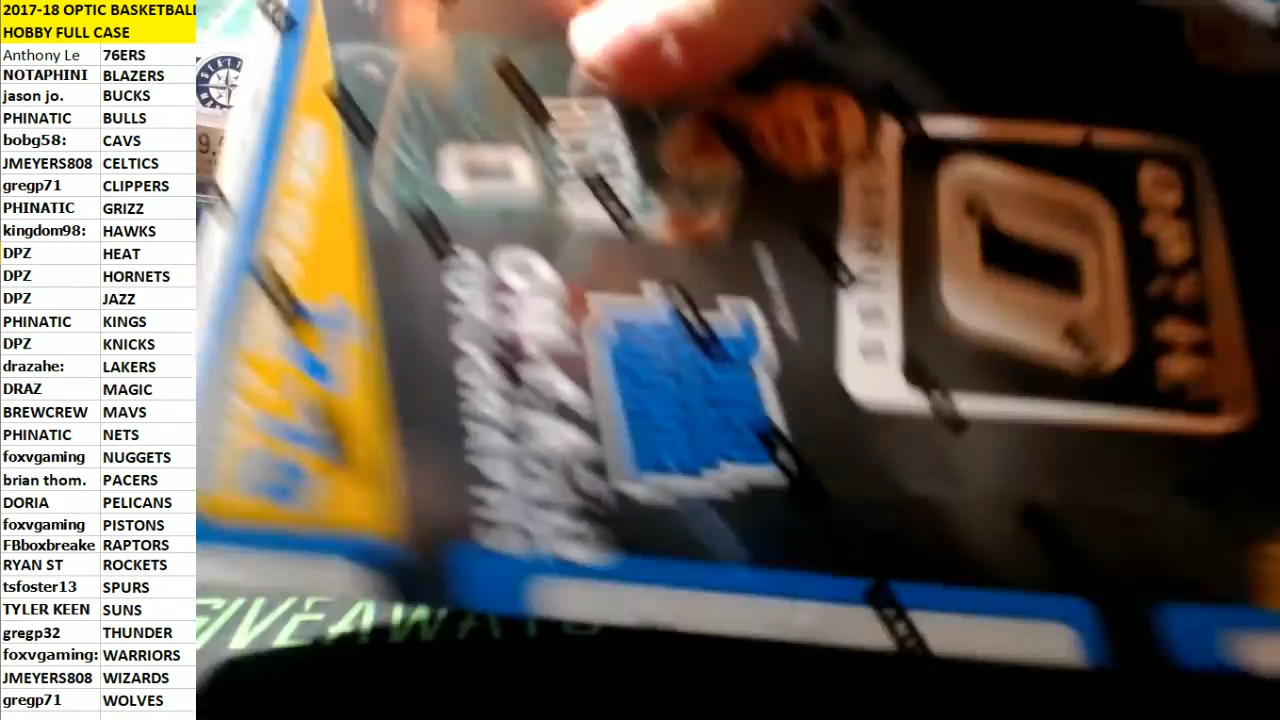 2017-18 OPTIC BASKETBALL
HOBBY FULL CASE
Anthony Le 76ERS
NOTAPHINI BLAZERS
jason jo. BUCKS
PHINATIC BULLS
bobg58: CAVS
JMEYERS808 CELTICS
gregp71 CLIPPERS
PHINATIC GRIZZ
kingdom98: HAWKS
DPZ HEAT
DPZ HORNETS
DPZ JAZZ
PHINATIC KINGS
DPZ KNICKS
drazahe: LAKERS
DRAZ MAGIC
BREWCREW MAVS
PHINATIC NETS
foxvgaming NUGGETS
brian thom. PACERS
DORIA PELICANS
foxvgaming PISTONS
FBboxbreake RAPTORS
RYAN ST ROCKETS
tsfoster13 SPURS
TYLER KEEN SUNS
gregp32 THUNDER
foxvgaming: WARRIORS
JMEYERS808 WIZARDS
gregp71 WOLVES
OPTIC
GIVEAWAYS